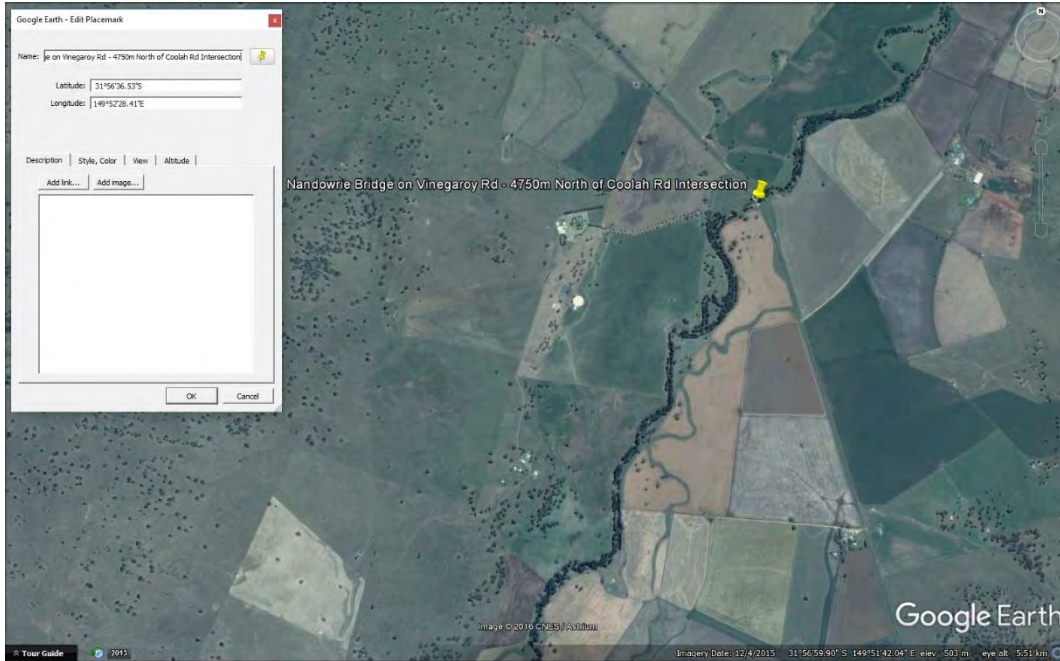 Google Earth - Edit Placemark
Name: ge on Vinegaroy Rd - 4750m North of Coolah Rd Intersection
Latitude: 31°56'36.53"S
Longitude: 149°52'28.41"E
Description Style, Color View Altitude
Add link... Add image...
OK Cancel
N
Nandowrie Bridge on Vinegaroy Rd - 4750m North of Coolah Rd Intersection
Image © 2016 CNES / Astrium
Google Earth
Tour Guide 2013 Imagery Date: 12/4/2015 31°56'59.90" S 149°51'42.04" E elev 503 m eye alt 5.51 km